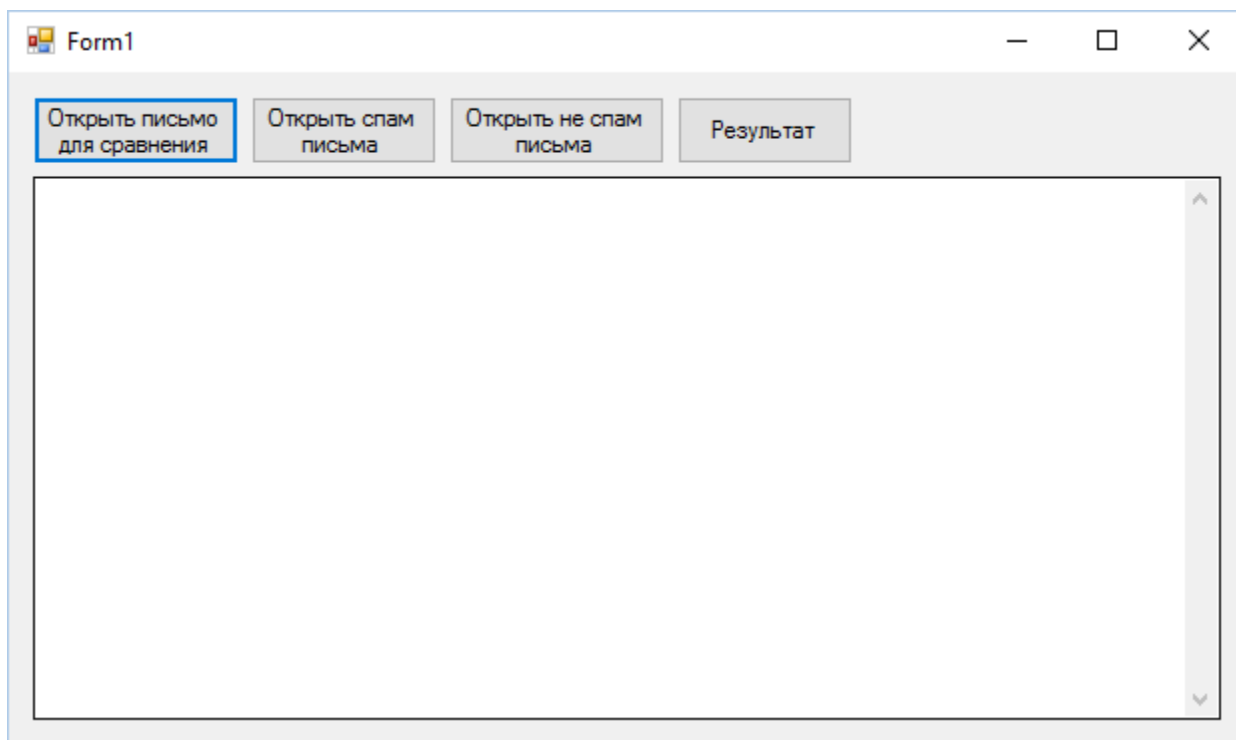 Form1
Открыть письмо
для сравнения
Открыть спам
письма
Открыть не спам
письма
Результат